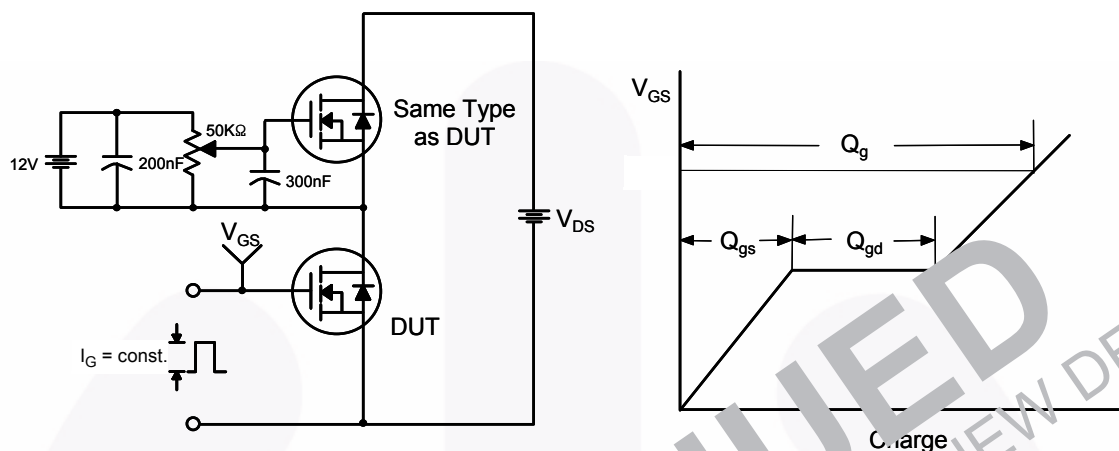 12V
200nF
50KΩ
300nF
Same Type
as DUT
V_DS
V_GS
DUT
I_G = const.
V_GS
Q_g
Q_gs
Q_gd
Charge